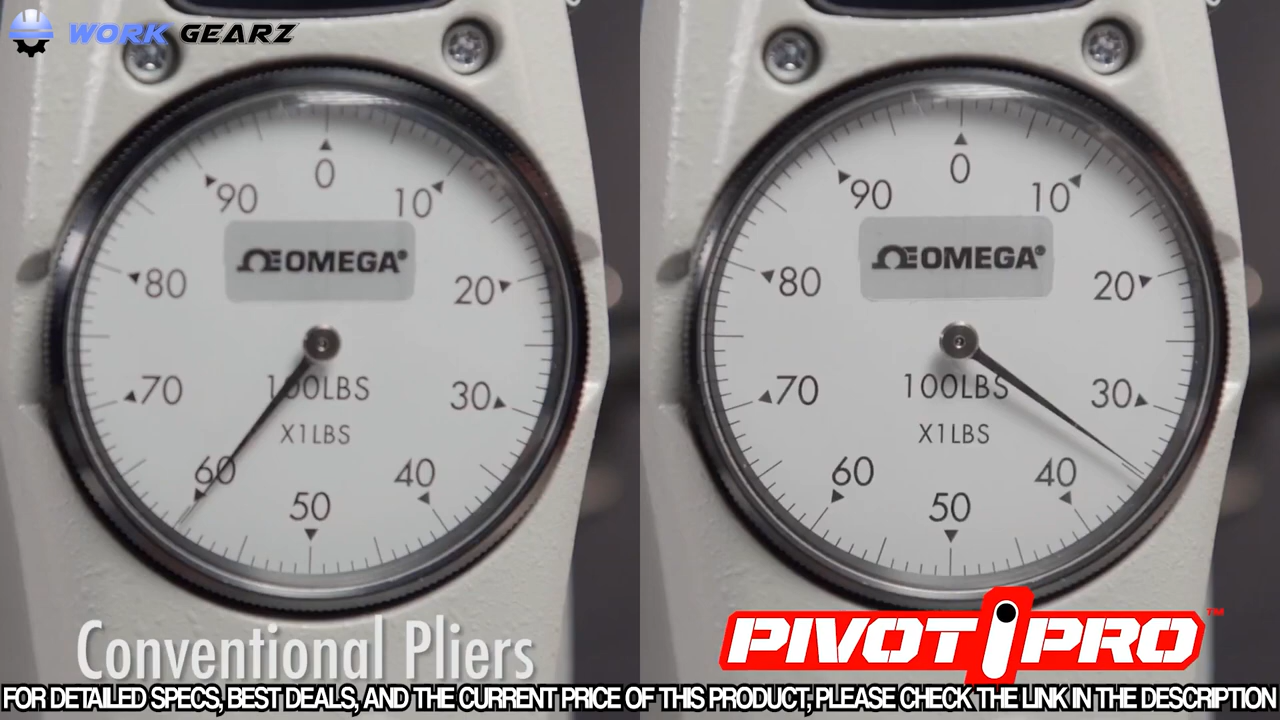 WORK GEARZ
0
10
20
30
40
50
60
70
80
90
OMEGA®
100LBS
X1LBS
0
10
20
30
40
50
60
70
80
90
OMEGA®
100LBS
X1LBS
Conventional Pliers
PIVOT PRO™
FOR DETAILED SPECS, BEST DEALS, AND THE CURRENT PRICE OF THIS PRODUCT, PLEASE CHECK THE LINK IN THE DESCRIPTION